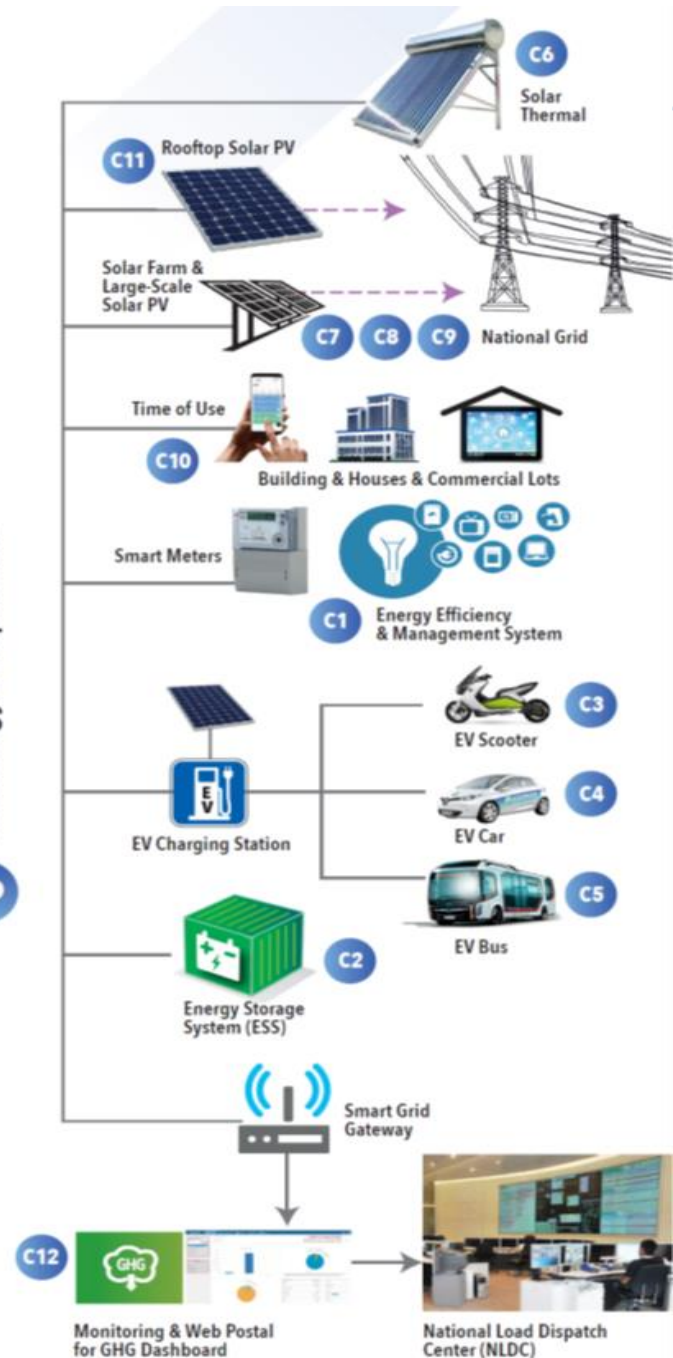 C6
Solar
Thermal
C11
Rooftop Solar PV
Solar Farm &
Large-Scale
Solar PV
C7
C8
C9
National Grid
Time of Use
C10
Building & Houses & Commercial Lots
Smart Meters
C1
Energy Efficiency
& Management System
C3
EV Scooter
EV
C4
EV Charging Station
EV Car
C5
EV Bus
C2
Energy Storage
System (ESS)
Smart Grid
Gateway
C12
GHG
Monitoring & Web Postal
for GHG Dashboard
National Load Dispatch
Center (NLDC)